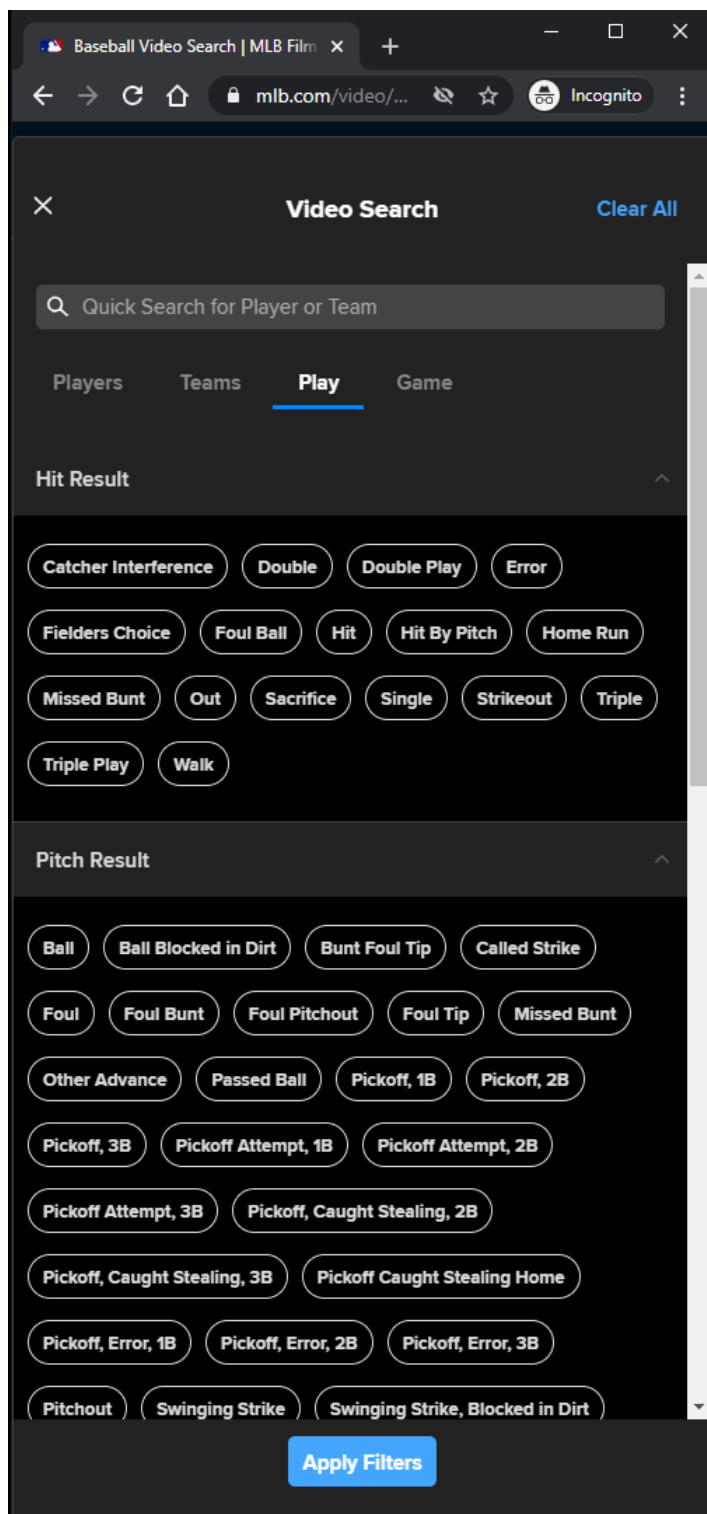 Baseball Video Search | MLB Film
mlb.com/video/... Incognito
Video Search Clear All
Quick Search for Player or Team
Players Teams Play Game
Hit Result
Catcher Interference Double Double Play Error
Fielders Choice Foul Ball Hit Hit By Pitch Home Run
Missed Bunt Out Sacrifice Single Strikeout Triple
Triple Play Walk
Pitch Result
Ball Ball Blocked in Dirt Bunt Foul Tip Called Strike
Foul Foul Bunt Foul Pitchout Foul Tip Missed Bunt
Other Advance Passed Ball Pickoff, 1B Pickoff, 2B
Pickoff, 3B Pickoff Attempt, 1B Pickoff Attempt, 2B
Pickoff Attempt, 3B Pickoff, Caught Stealing, 2B
Pickoff, Caught Stealing, 3B Pickoff Caught Stealing Home
Pickoff, Error, 1B Pickoff, Error, 2B Pickoff, Error, 3B
Pitchout Swinging Strike Swinging Strike, Blocked in Dirt
Apply Filters